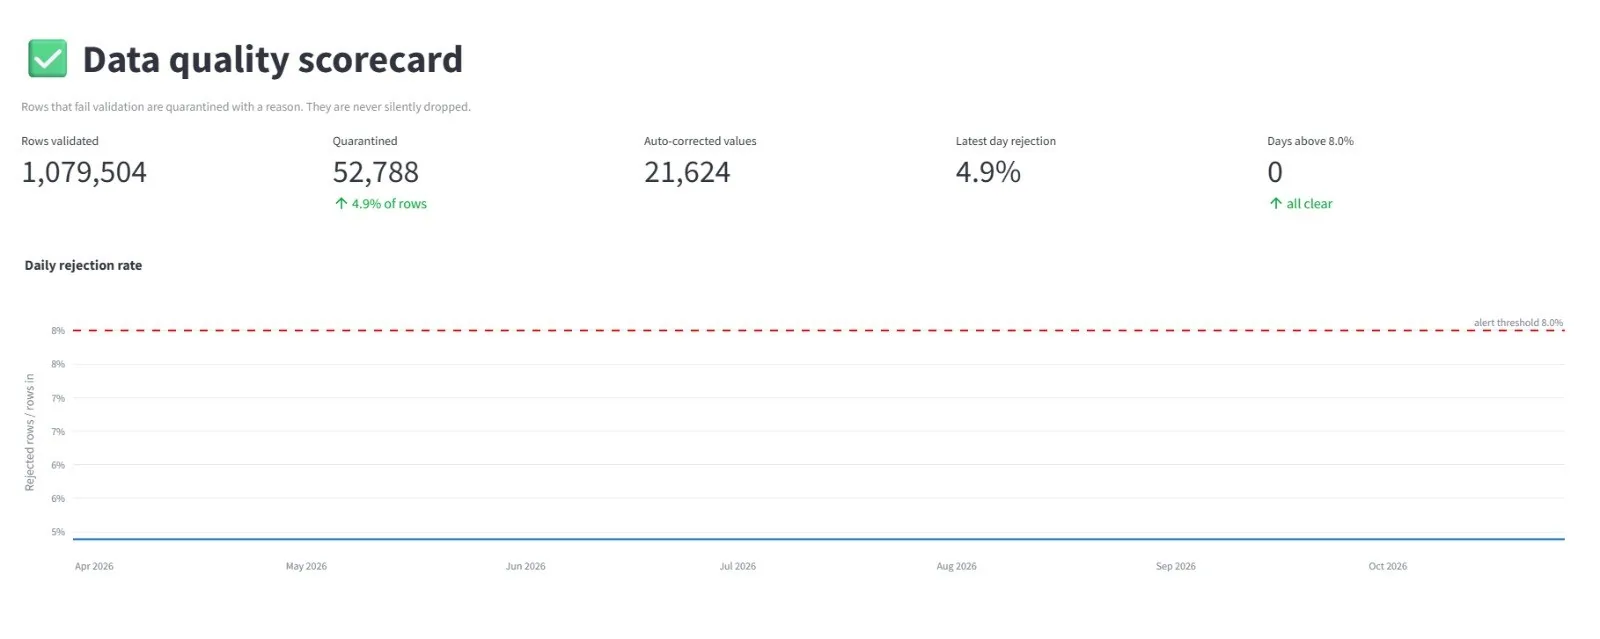 ✅ Data quality scorecard
Rows that fail validation are quarantined with a reason. They are never silently dropped.
Rows validated
1,079,504
Quarantined
52,788
↑ 4.9% of rows
Auto-corrected values
21,624
Latest day rejection
4.9%
Days above 8.0%
0
↑ all clear
Daily rejection rate
alert threshold 8.0%
Rejected rows / rows in
8%
8%
7%
7%
6%
6%
5%
Apr 2026
May 2026
Jun 2026
Jul 2026
Aug 2026
Sep 2026
Oct 2026